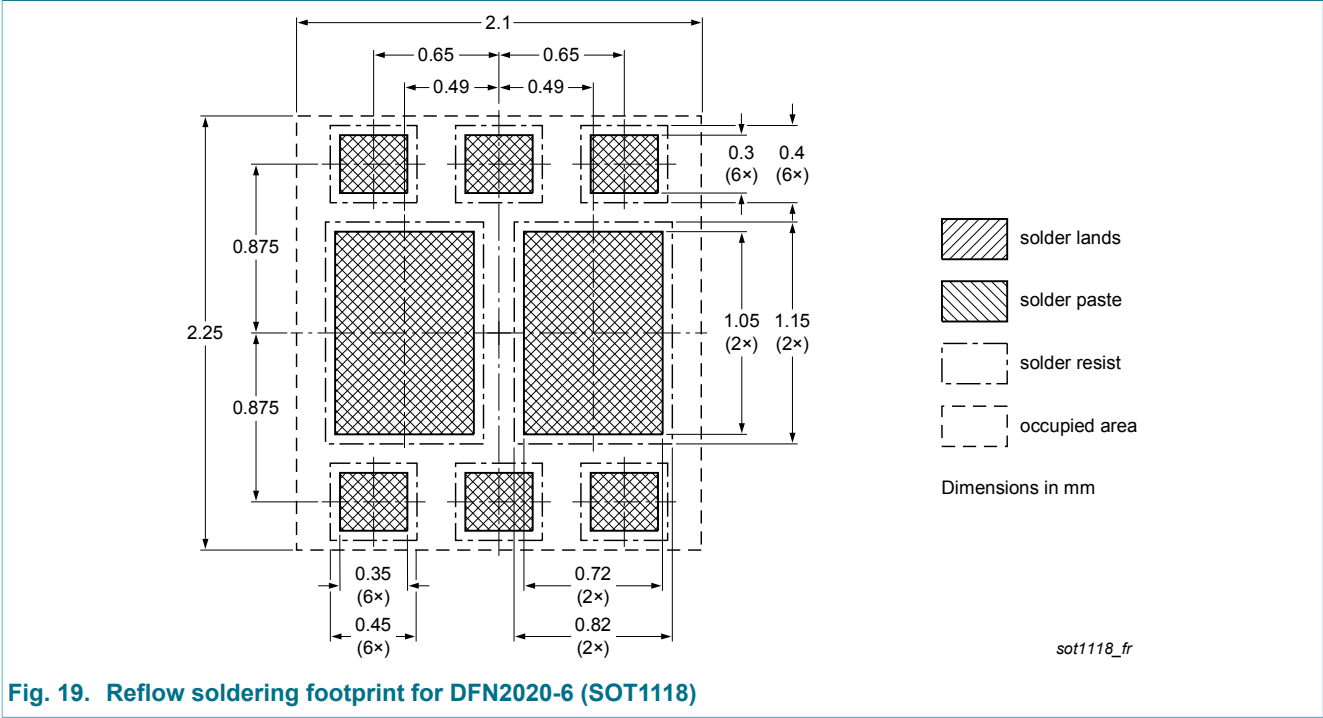 2.1
0.65 0.65
0.49 0.49
0.3 0.4
(6×) (6×)
0.875
solder lands
solder paste
2.25
1.05 1.15
(2×) (2×)
solder resist
0.875
occupied area
Dimensions in mm
0.35 0.72
(6×) (2×)
0.45 0.82
(6×) (2×)
sot1118_fr
Fig. 19. Reflow soldering footprint for DFN2020-6 (SOT1118)